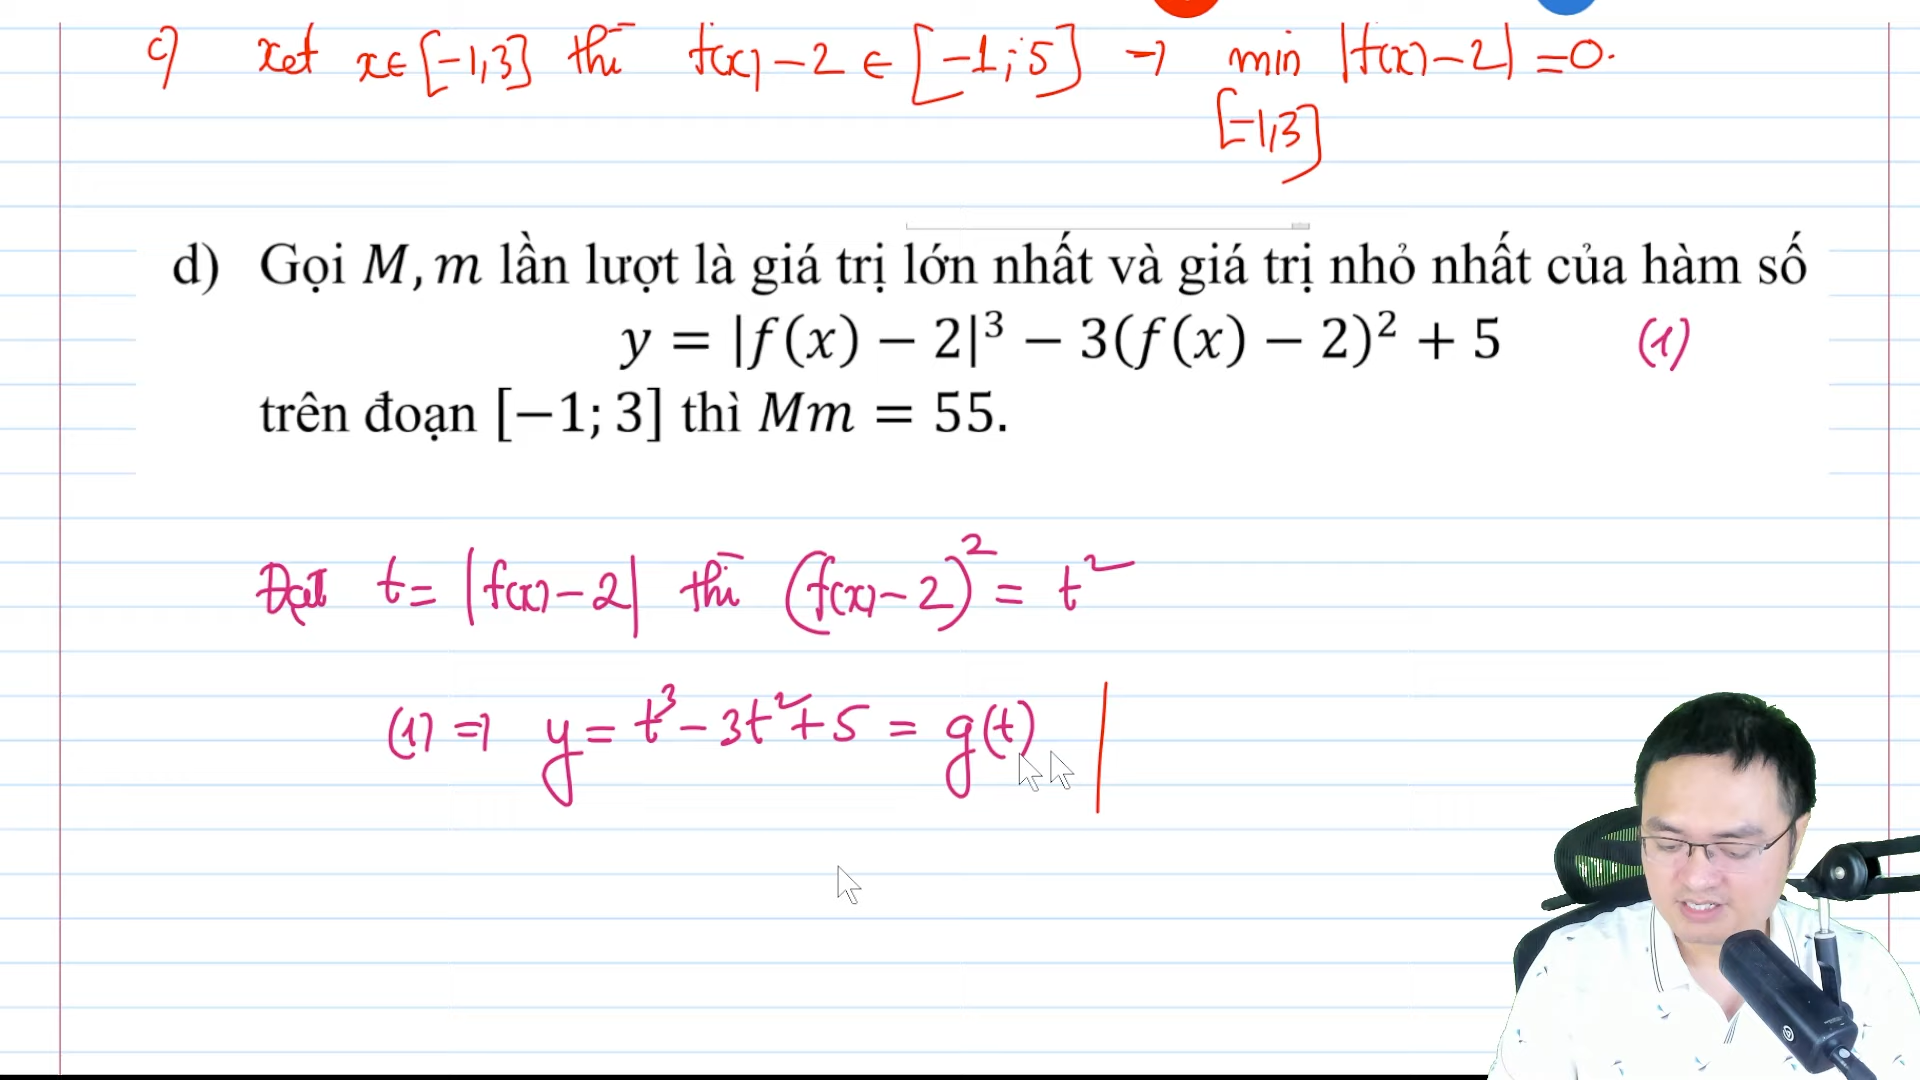 c) xét x∈[-1,3] thì f(x)-2 ∈ [-1;5] → min |f(x)-2| =0.
[-1,3]
d) Gọi M, m lần lượt là giá trị lớn nhất và giá trị nhỏ nhất của hàm số
y = |f(x) − 2|³ − 3(f(x) − 2)² + 5 (1)
trên đoạn [−1; 3] thì Mm = 55.
Đặt t = |f(x)-2| thì (f(x)-2)² = t²
(1) ⇒ y = t³ - 3t² + 5 = g(t)